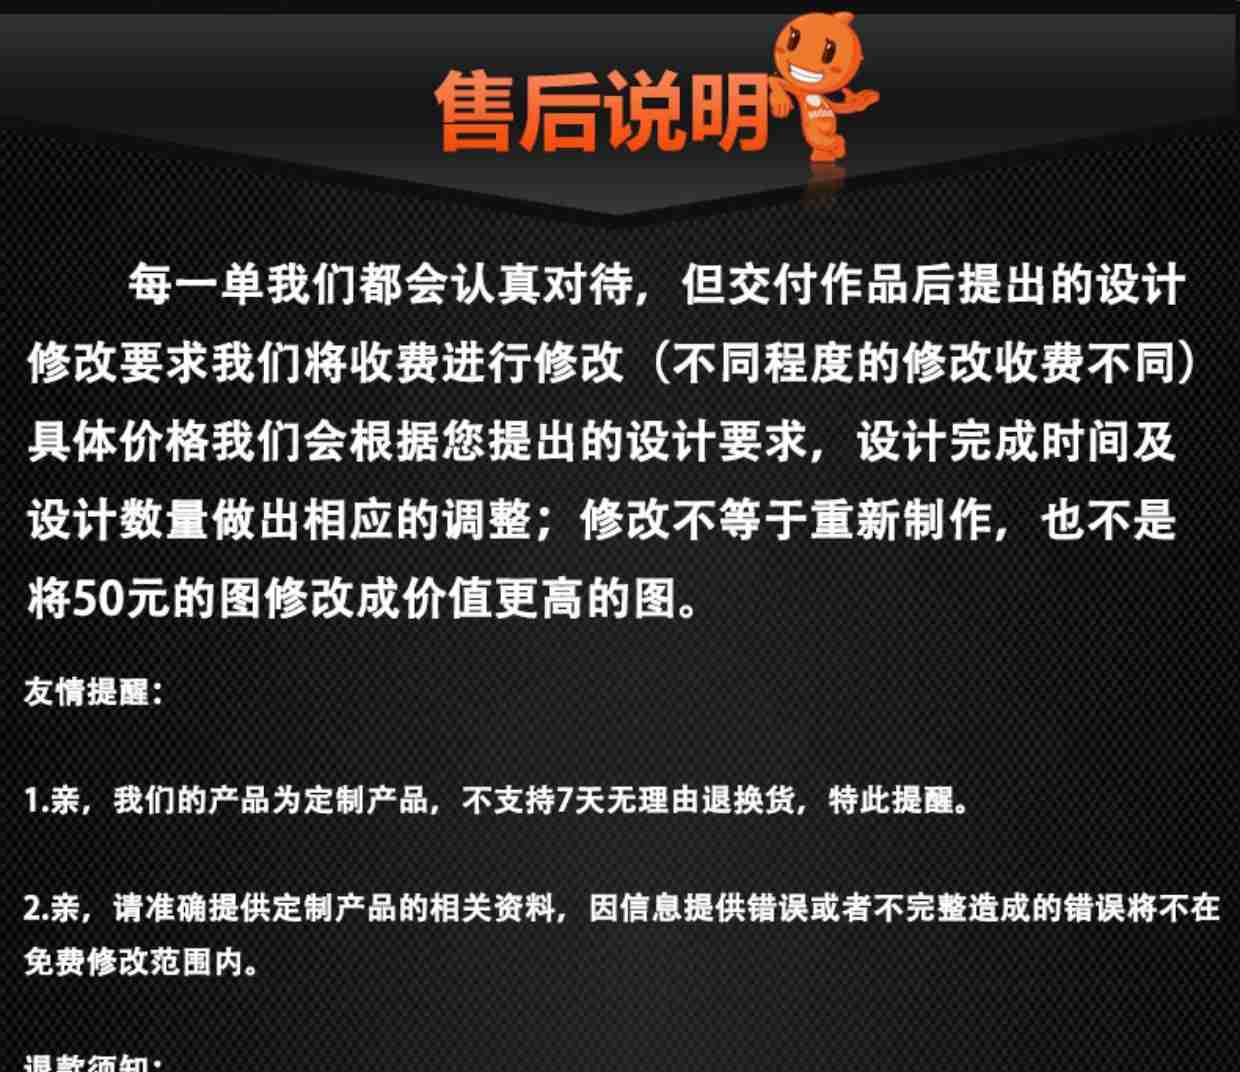 售后说明
每一单我们都会认真对待，但交付作品后提出的设计
修改要求我们将收费进行修改（不同程度的修改收费不同）
具体价格我们会根据您提出的设计要求，设计完成时间及
设计数量做出相应的调整；修改不等于重新制作，也不是
将50元的图修改成价值更高的图。
友情提醒：
1.亲，我们的产品为定制产品，不支持7天无理由退换货，特此提醒。
2.亲，请准确提供定制产品的相关资料，因信息提供错误或者不完整造成的错误将不在
免费修改范围内。
退款须知：